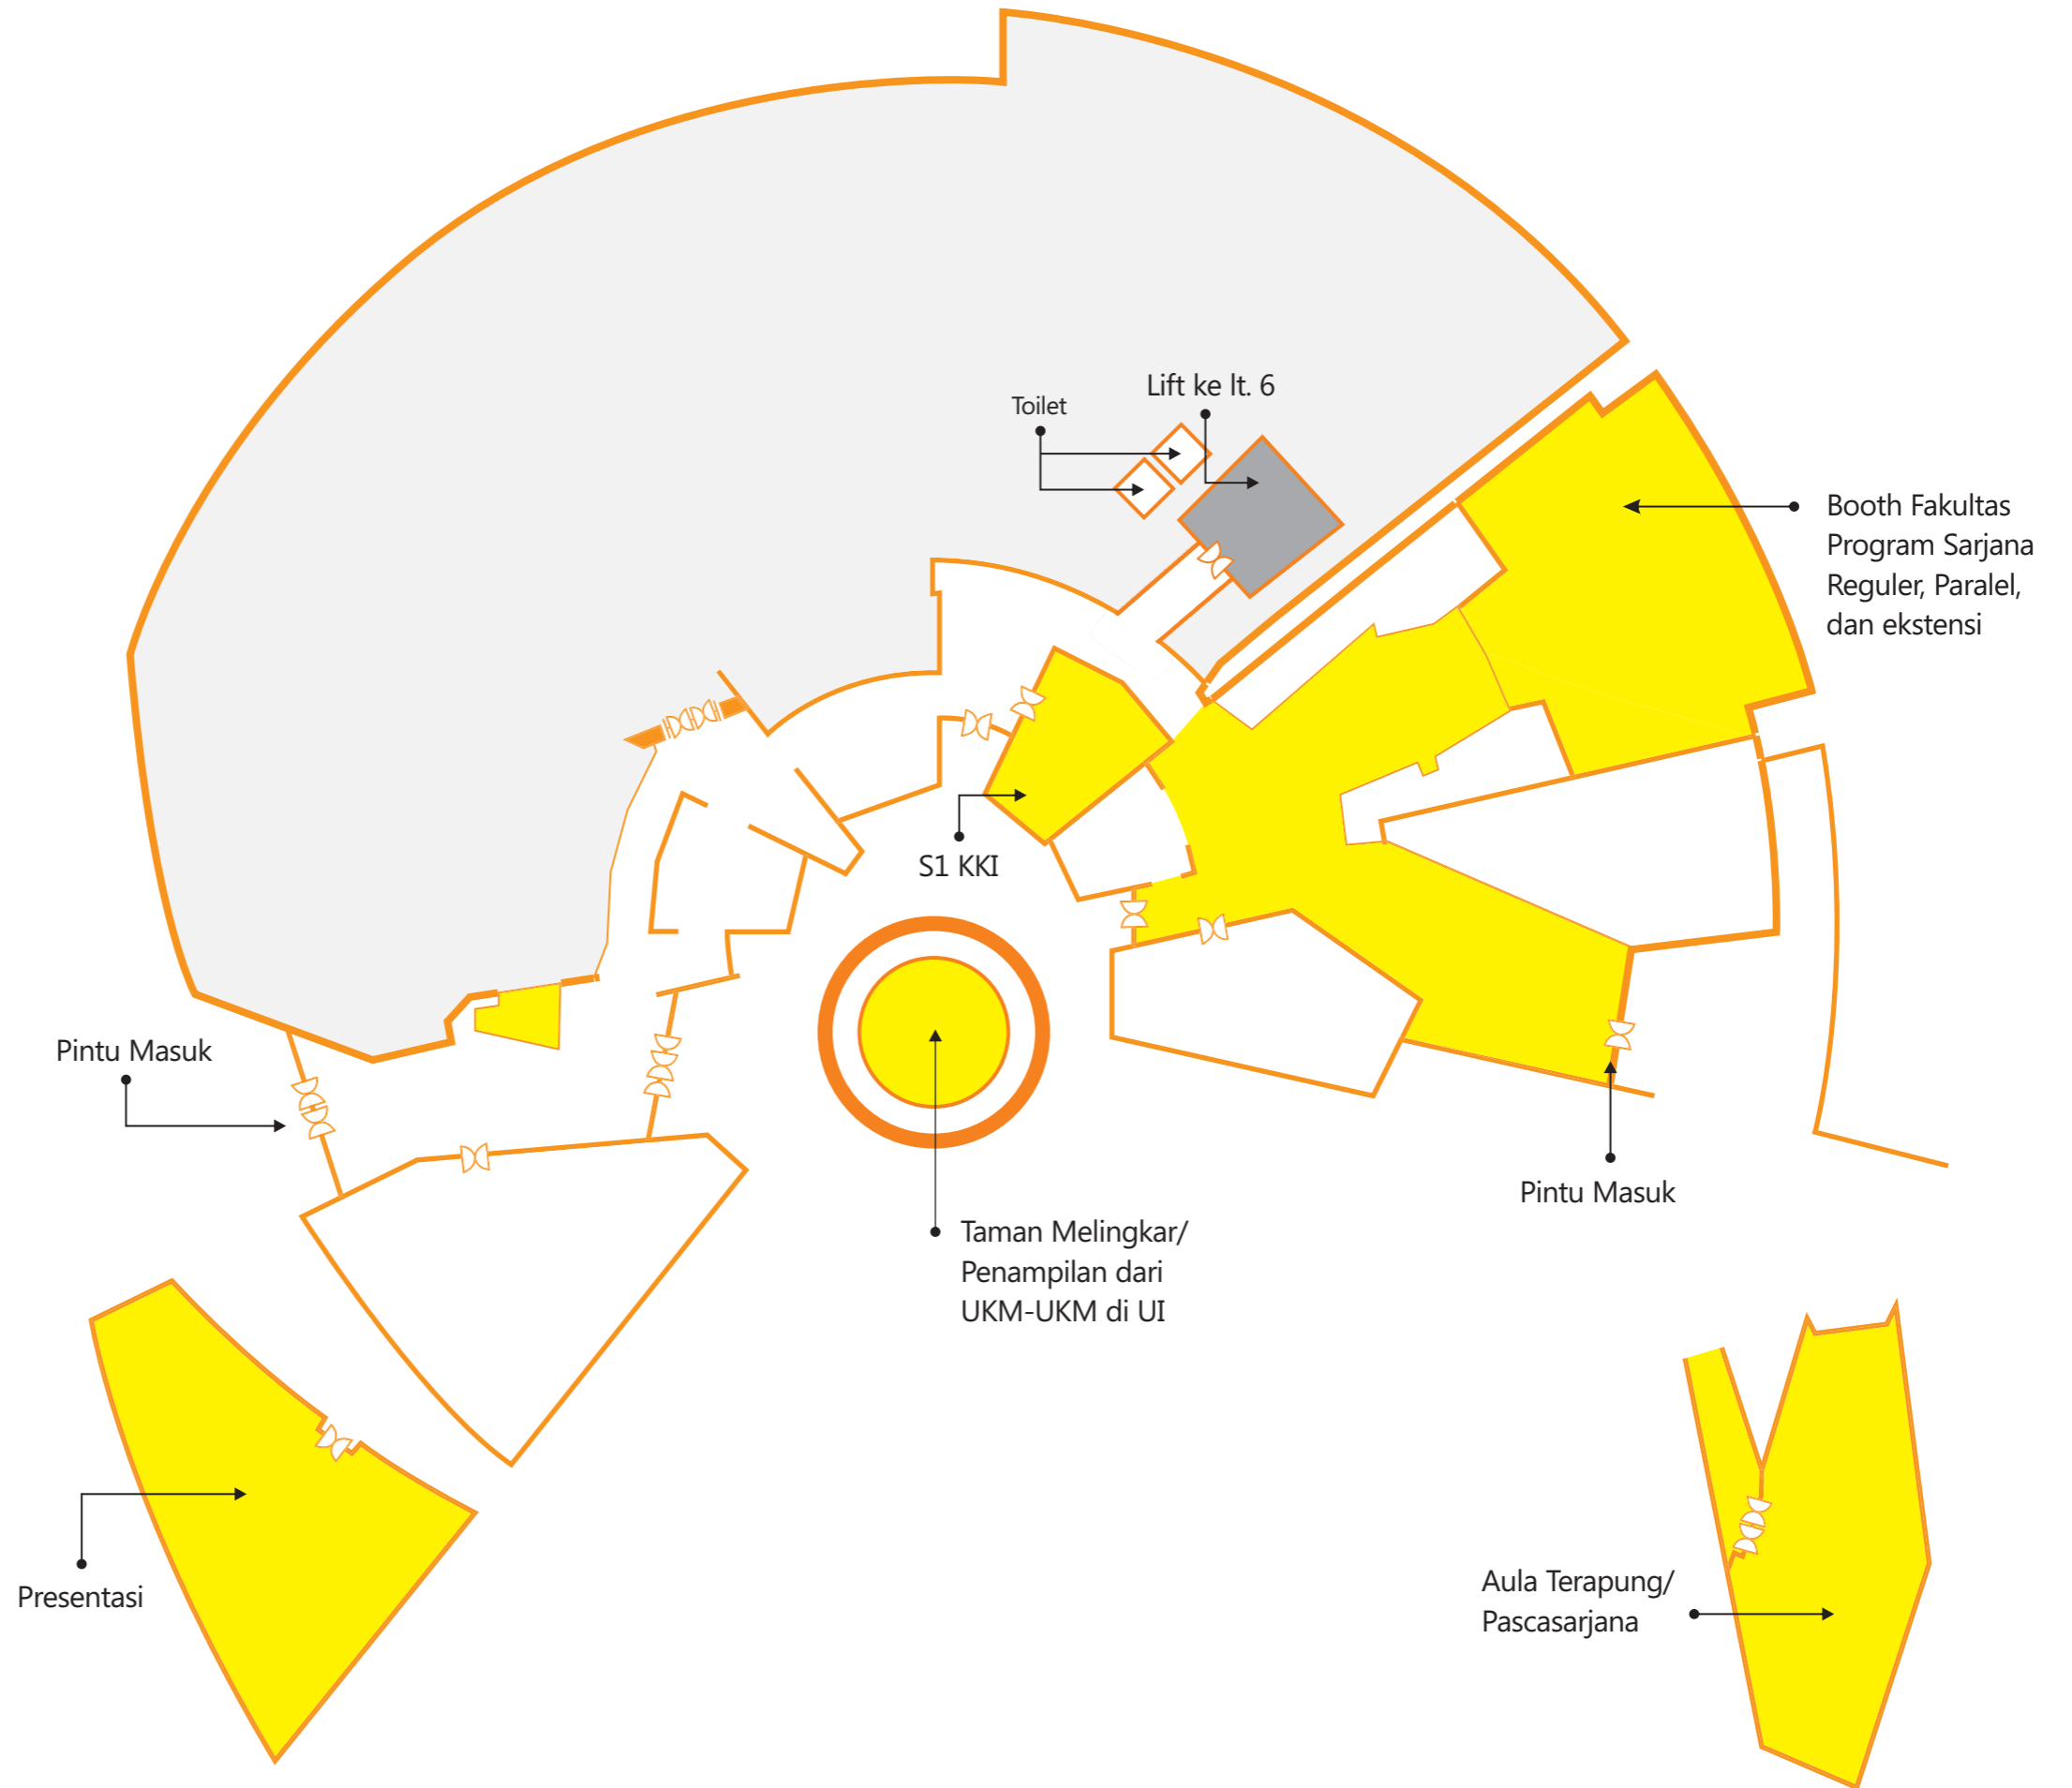 Lift ke lt. 6
Toilet
Booth Fakultas
Program Sarjana
Reguler, Paralel,
dan ekstensi
S1 KKI
Pintu Masuk
Pintu Masuk
Taman Melingkar/
Penampilan dari
UKM-UKM di UI
Presentasi
Aula Terapung/
Pascasarjana